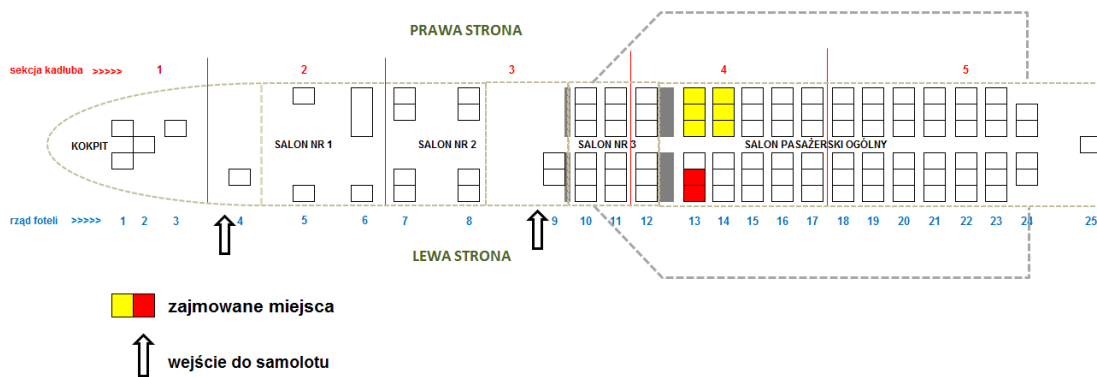 PRAWA STRONA
sekcja kadłuba >>>>> 1 2 3 4 5
KOKPIT SALON NR 1 SALON NR 2 SALON NR 3 SALON PASAŻERSKI OGÓLNY
rząd foteli >>>>> 1 2 3 4 5 6 7 8 9 10 11 12 13 14 15 16 17 18 19 20 21 22 23 24 25
LEWA STRONA
zajmowane miejsca
wejście do samolotu